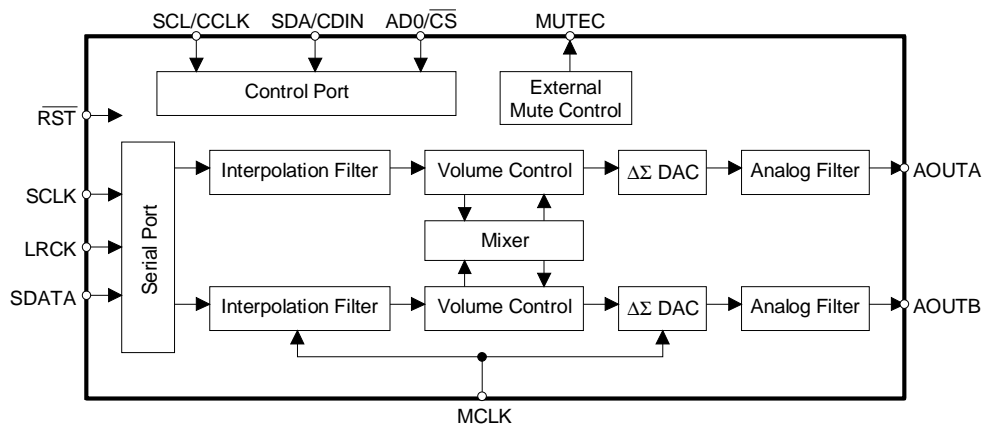 SCL/CCLK SDA/CDIN AD0/CS MUTEC
Control Port
External
Mute Control
RST
Serial Port
Interpolation Filter Volume Control ΔΣ DAC Analog Filter AOUTA
SCLK
Mixer
LRCK
SDATA
Interpolation Filter Volume Control ΔΣ DAC Analog Filter AOUTB
MCLK